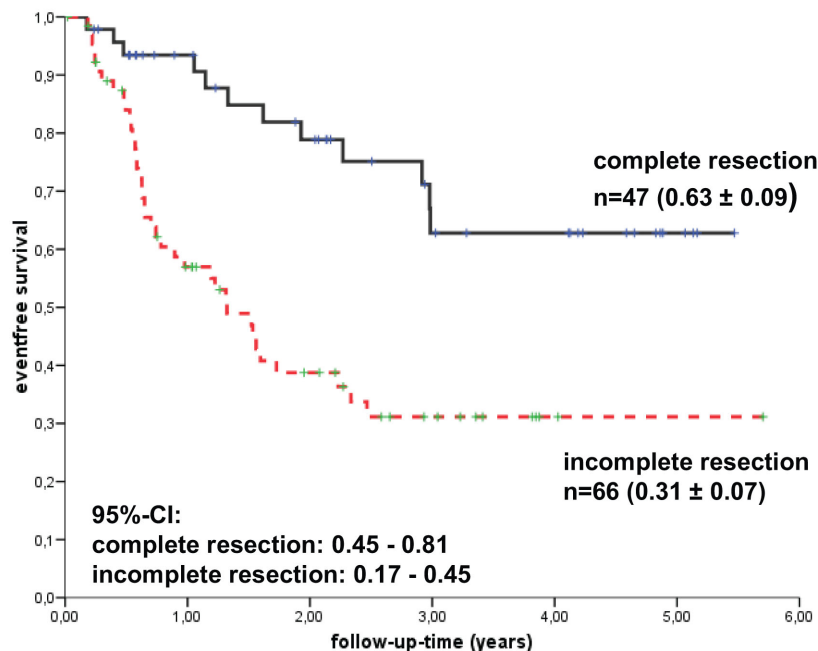 1,0
0,9
0,8
0,7
0,6
0,5
0,4
0,3
0,2
0,1
0,0
eventfree survival
complete resection
n=47 (0.63 ± 0.09)
incomplete resection
n=66 (0.31 ± 0.07)
95%-CI:
complete resection: 0.45 - 0.81
incomplete resection: 0.17 - 0.45
0,00 1,00 2,00 3,00 4,00 5,00 6,00
follow-up-time (years)